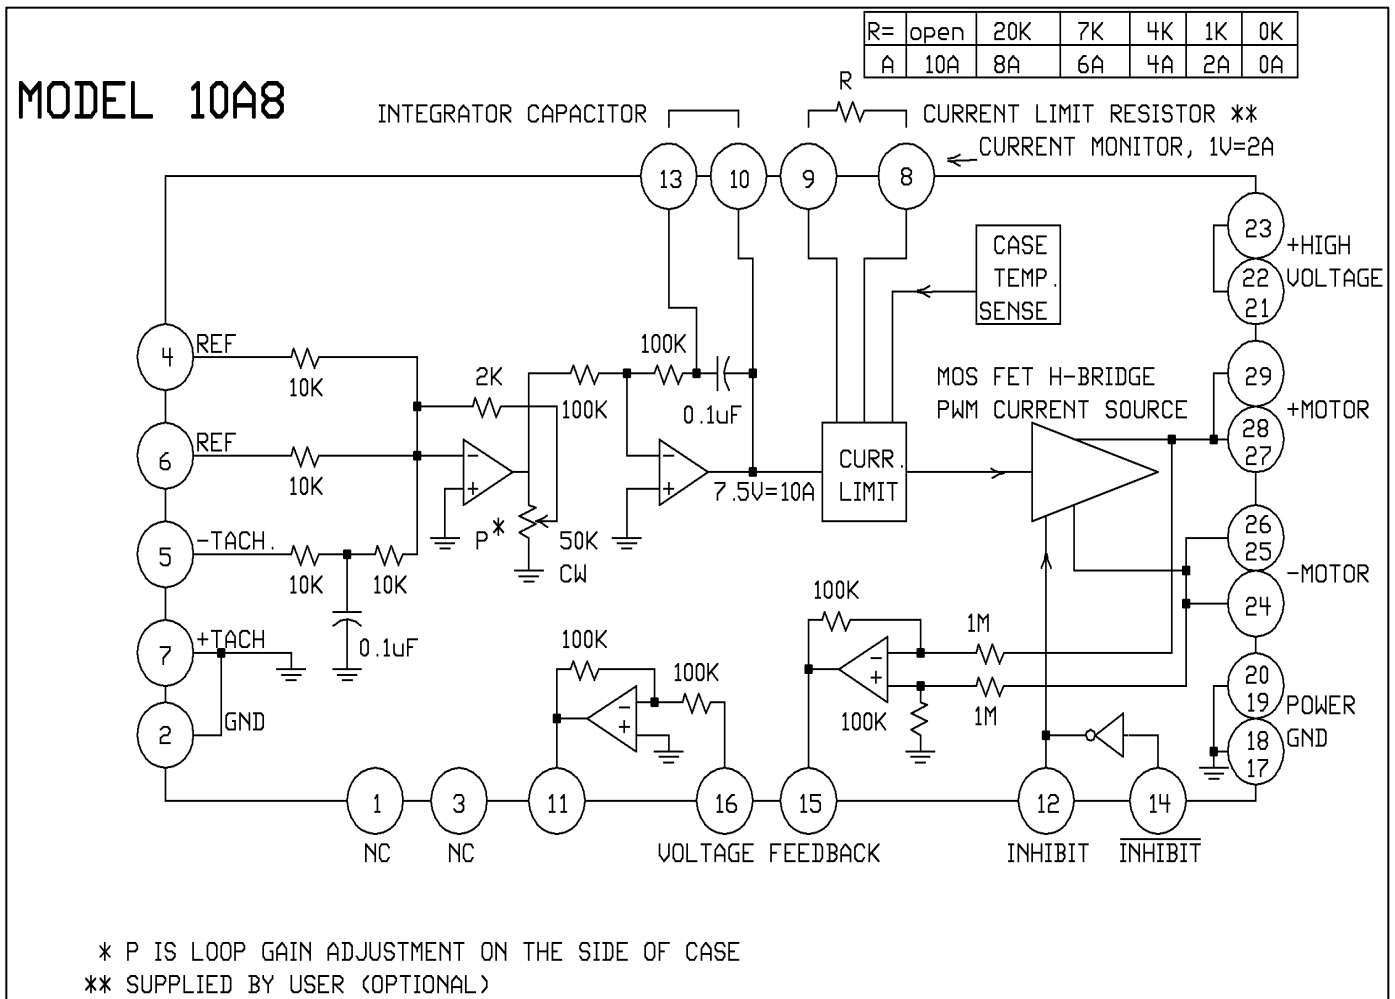 R= open 20K 7K 4K 1K 0K
A 10A 8A 6A 4A 2A 0A
MODEL 10A8
R
INTEGRATOR CAPACITOR
CURRENT LIMIT RESISTOR **
CURRENT MONITOR, 1V=2A
13
10
9
8
23
+HIGH
VOLTAGE
22
21
CASE
TEMP.
SENSE
4
REF
10K
2K
100K
100K
0.1uF
MOS FET H-BRIDGE
PWM CURRENT SOURCE
29
+MOTOR
28
27
6
REF
10K
-
+
-
+
7.5V=10A
CURR.
LIMIT
P*
50K
CW
5
-TACH.
10K
10K
0.1uF
26
25
-MOTOR
24
7
+TACH
2
GND
100K
100K
-
+
100K
1M
-
+
100K
1M
20
19
POWER
GND
18
17
1
3
11
16
15
12
14
NC
NC
VOLTAGE FEEDBACK
INHIBIT
INHIBIT
* P IS LOOP GAIN ADJUSTMENT ON THE SIDE OF CASE
** SUPPLIED BY USER (OPTIONAL)